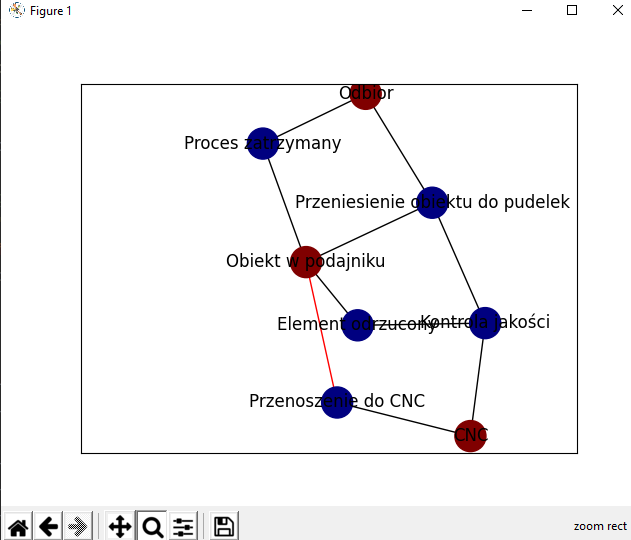 Figure 1
Odbiór
Proces zatrzymany
Przeniesienie obiektu do pudelek
Obiekt w podajniku
Element odrzucony
Kontrola jakości
Przenoszenie do CNC
CNC
zoom rect